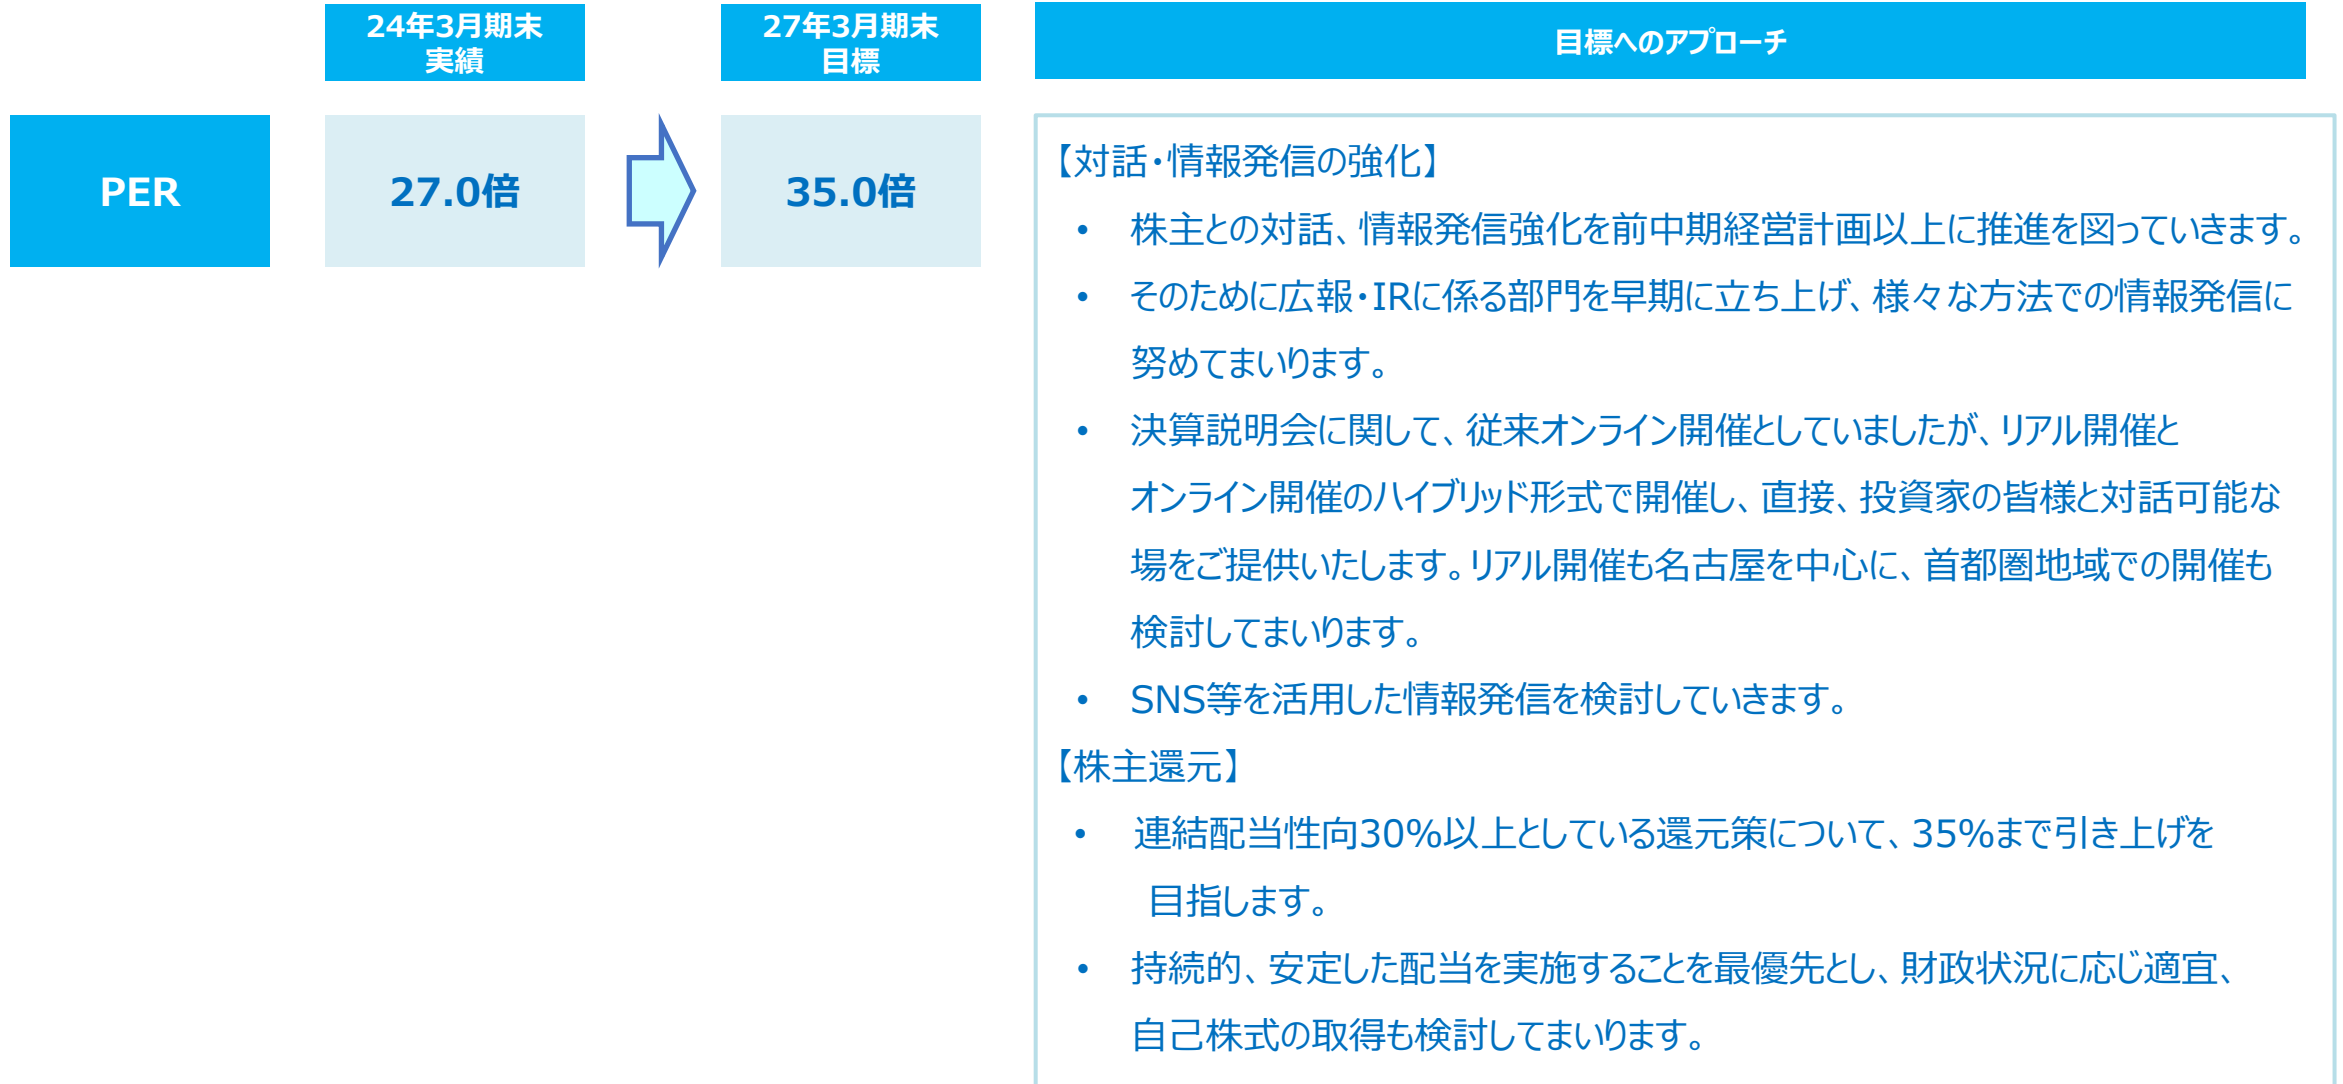 24年3月期末
実績
27年3月期末
目標
目標へのアプローチ
PER
27.0倍
35.0倍
【対話・情報発信の強化】
• 株主との対話、情報発信強化を前中期経営計画以上に推進を図っていきます。
• そのために広報・IRに係る部門を早期に立ち上げ、様々な方法での情報発信に
努めてまいります。
• 決算説明会に関して、従来オンライン開催としていましたが、リアル開催と
オンライン開催のハイブリッド形式で開催し、直接、投資家の皆様と対話可能な
場をご提供いたします。リアル開催も名古屋を中心に、首都圏地域での開催も
検討してまいります。
• SNS等を活用した情報発信を検討していきます。
【株主還元】
• 連結配当性向30%以上としている還元策について、35%まで引き上げを
目指します。
• 持続的、安定した配当を実施することを最優先とし、財政状況に応じ適宜、
自己株式の取得も検討してまいります。